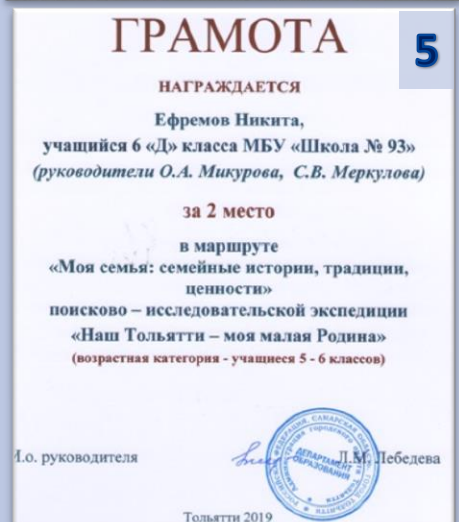 ГРАМОТА
5
НАГРАЖДАЕТСЯ
Ефремов Никита,
учащийся 6 «Д» класса МБУ «Школа № 93»
(руководители О.А. Микурова, С.В. Меркулова)
за 2 место
в маршруте
«Моя семья: семейные истории, традиции,
ценности»
поисково – исследовательской экспедиции
«Наш Тольятти – моя малая Родина»
(возрастная категория - учащиеся 5 - 6 классов)
И.о. руководителя
Л.М. Лебедева
ДЕПАРТАМЕНТ
ОБРАЗОВАНИЯ
Тольятти 2019